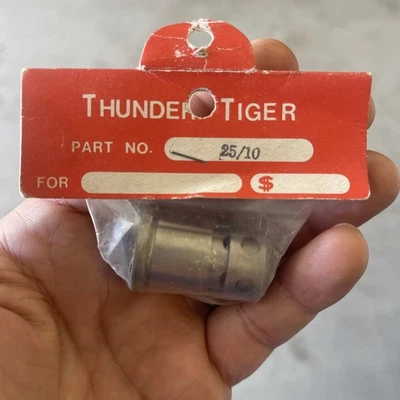 THUNDER TIGER
PART NO. 25/10
FOR $